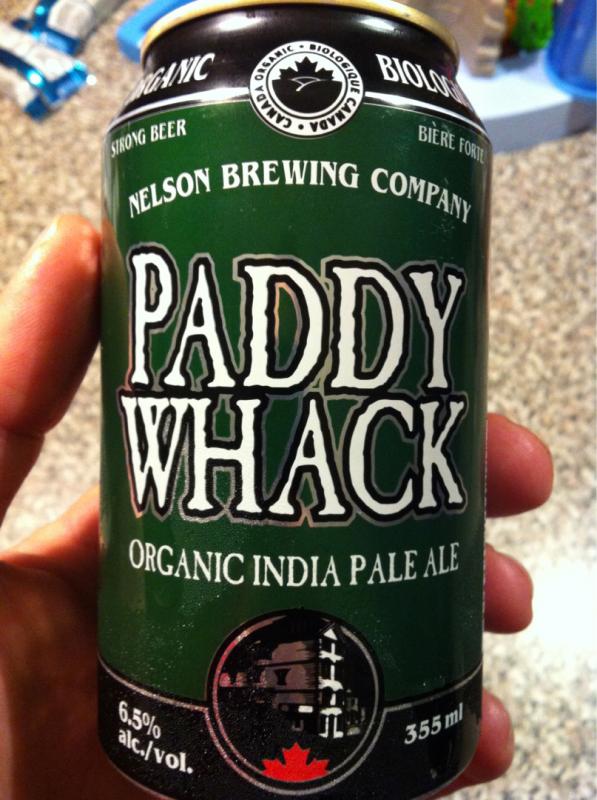 ORGANIC
BIOLOGIQUE CANADA • CANADA ORGANIC •
STRONG BEER
BIÈRE FORTE
NELSON BREWING COMPANY
PADDY
WHACK
ORGANIC INDIA PALE ALE
6.5%
alc./vol.
355 ml